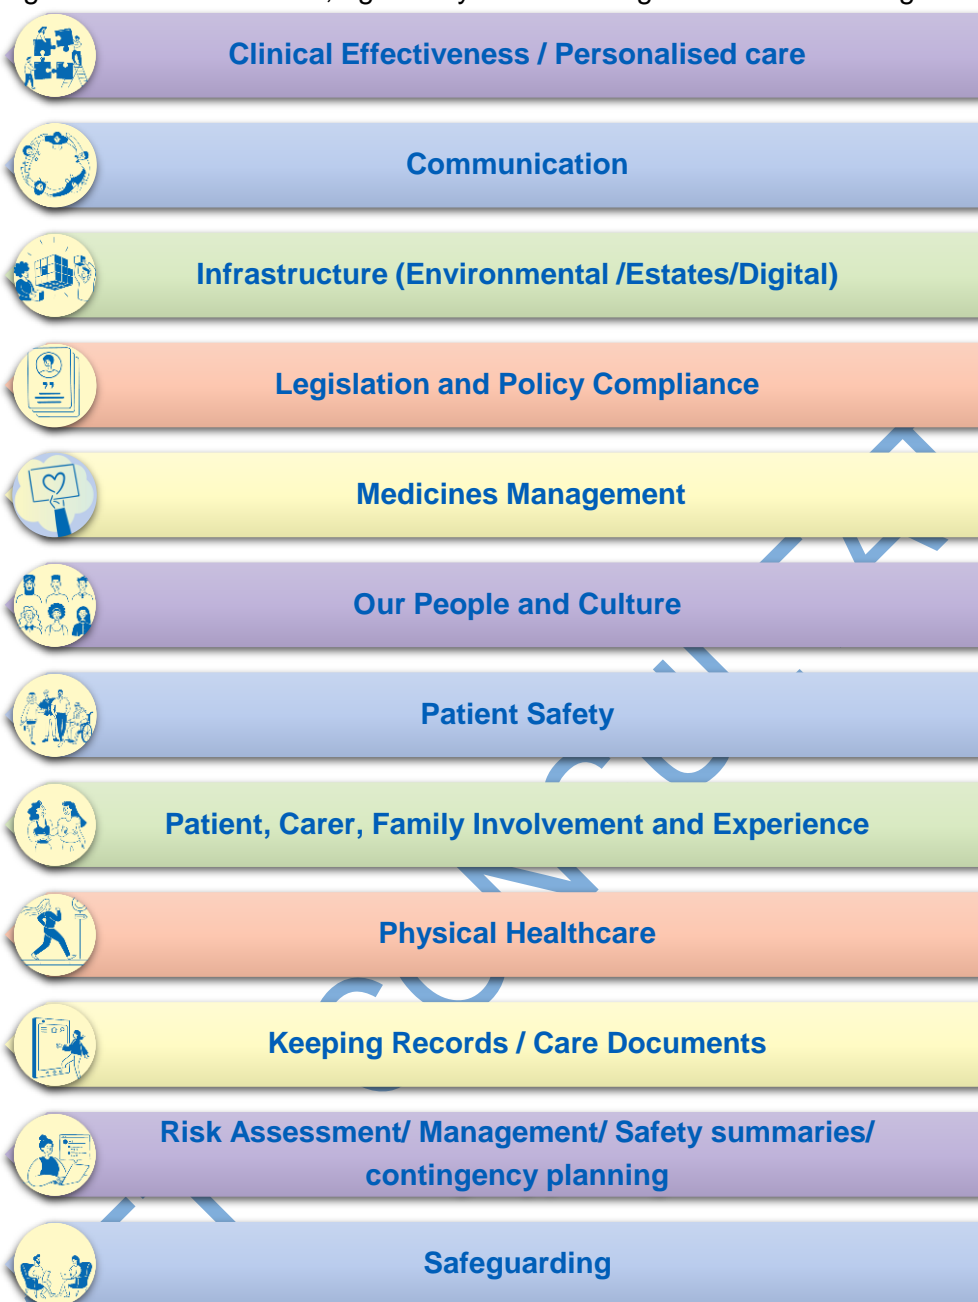 Clinical Effectiveness / Personalised care
Communication
Infrastructure (Environmental /Estates/Digital)
Legislation and Policy Compliance
Medicines Management
Our People and Culture
Patient Safety
Patient, Carer, Family Involvement and Experience
Physical Healthcare
Keeping Records / Care Documents
Risk Assessment/ Management/ Safety summaries/
contingency planning
Safeguarding